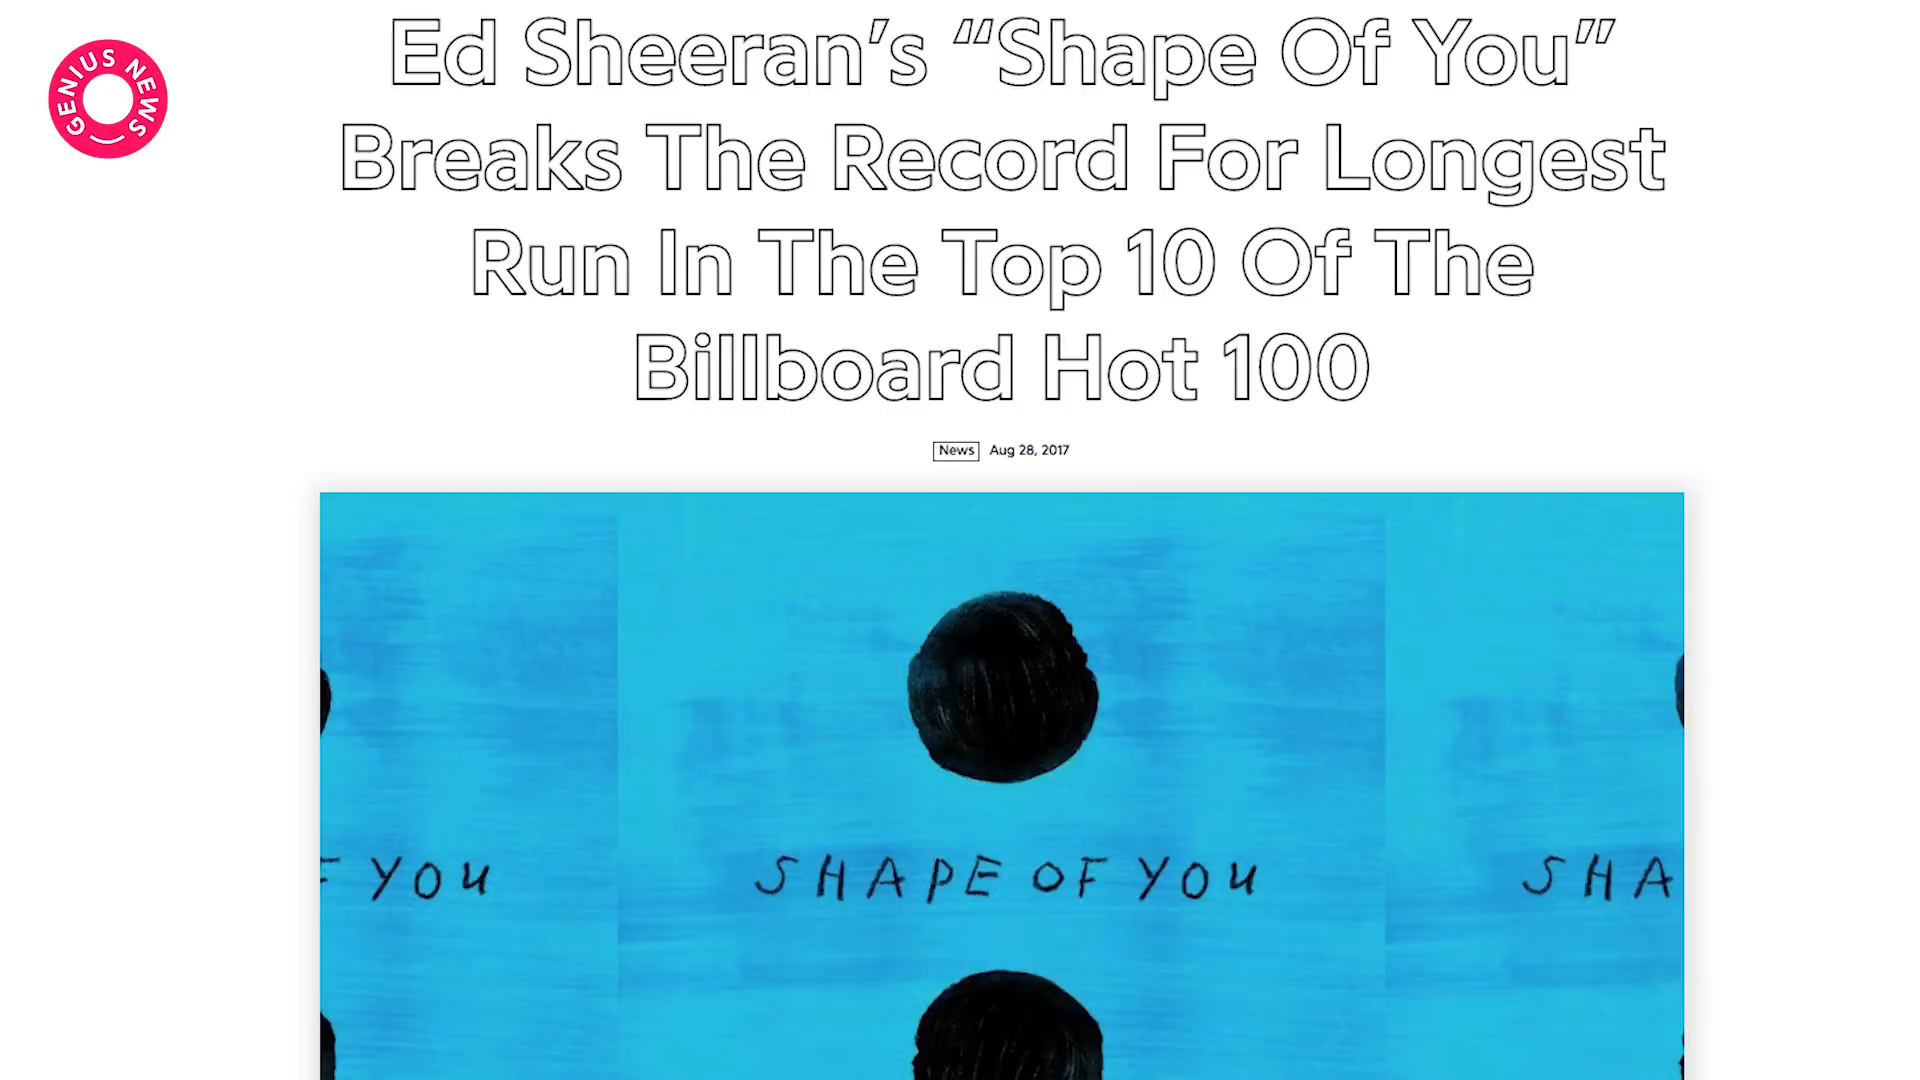 GENIUS NEWS
Ed Sheeran’s “Shape Of You”
Breaks The Record For Longest
Run In The Top 10 Of The
Billboard Hot 100
News Aug 28, 2017
F YOU SHAPE OF YOU SHA